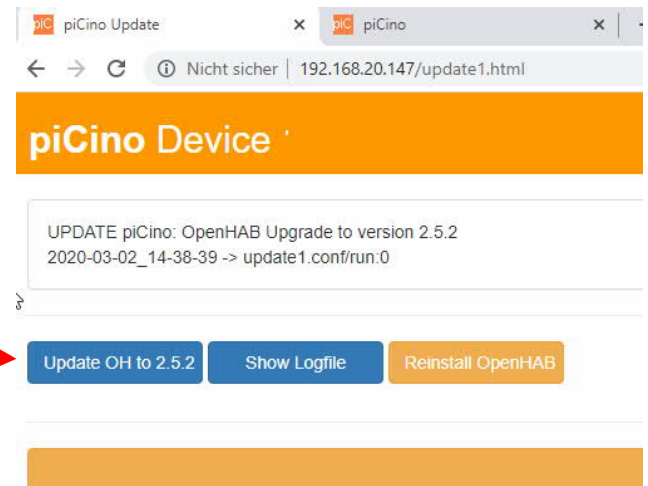 piC piCino Update × piC piCino ×
Nicht sicher | 192.168.20.147/update1.html
piCino Device
UPDATE piCino: OpenHAB Upgrade to version 2.5.2
2020-03-02_14-38-39 -> update1.conf/run:0
Update OH to 2.5.2 Show Logfile Reinstall OpenHAB